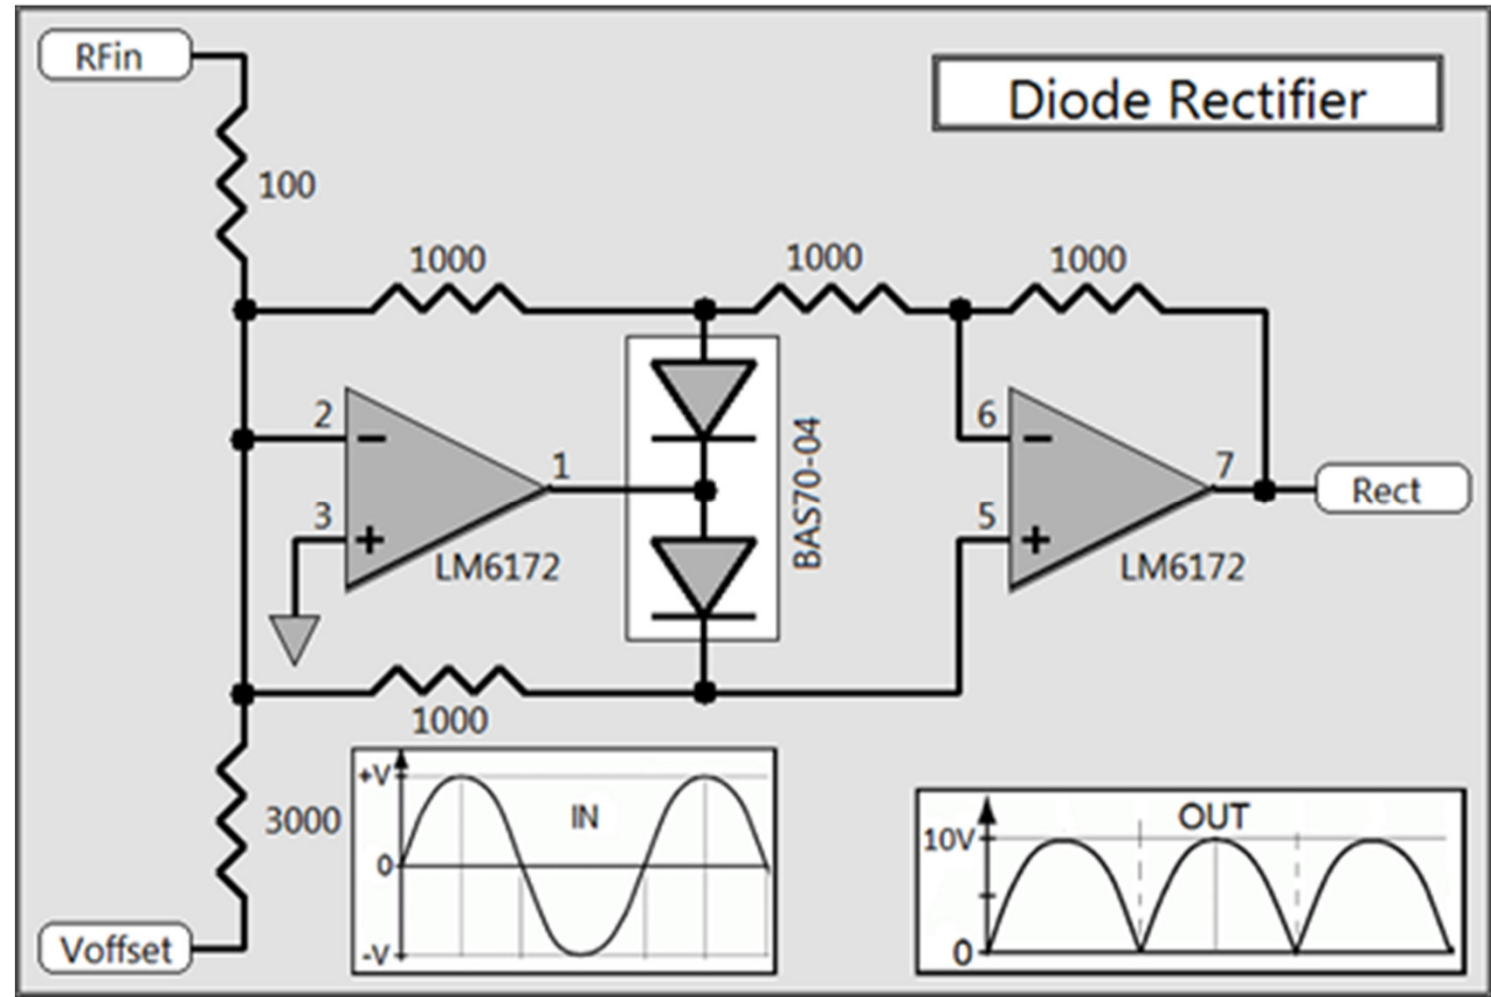 RFin
Diode Rectifier
100
1000
1000
1000
2
3
1
LM6172
BAS70-04
6
5
7
LM6172
Rect
1000
3000
Voffset
+V
0
-V
IN
OUT
10V
0